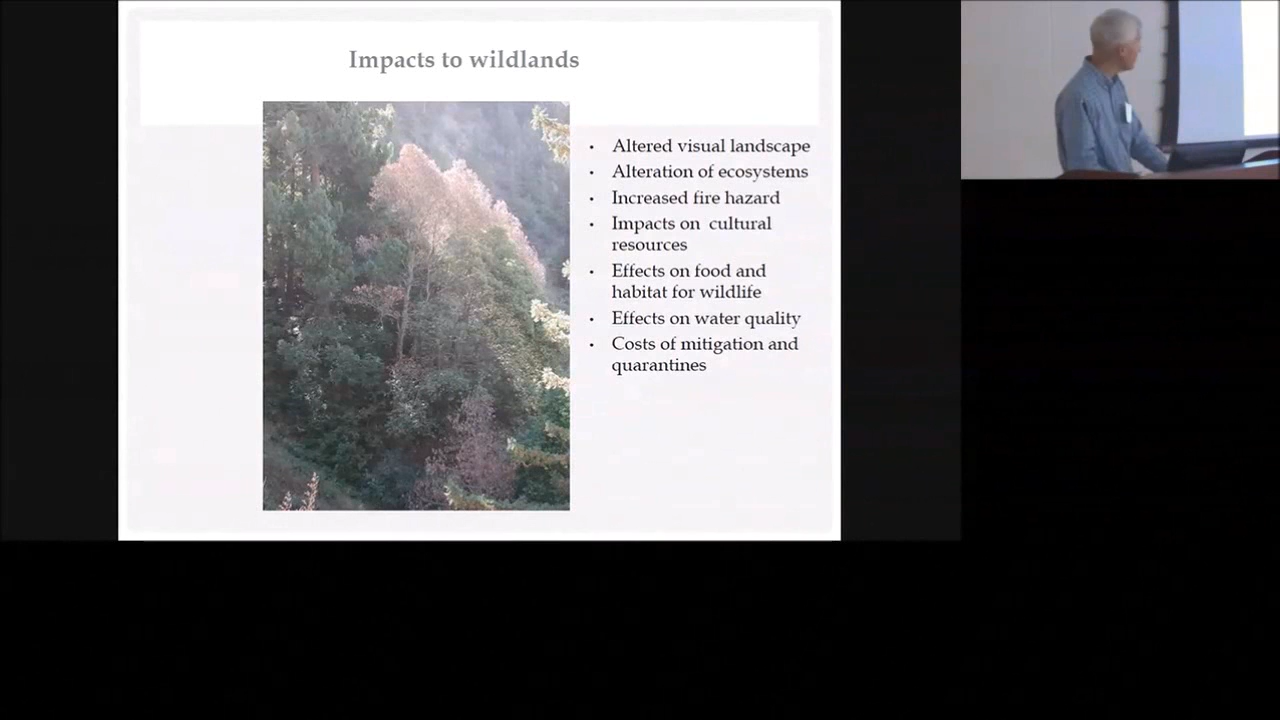 Impacts to wildlands
• Altered visual landscape
• Alteration of ecosystems
• Increased fire hazard
• Impacts on cultural
resources
• Effects on food and
habitat for wildlife
• Effects on water quality
• Costs of mitigation and
quarantines